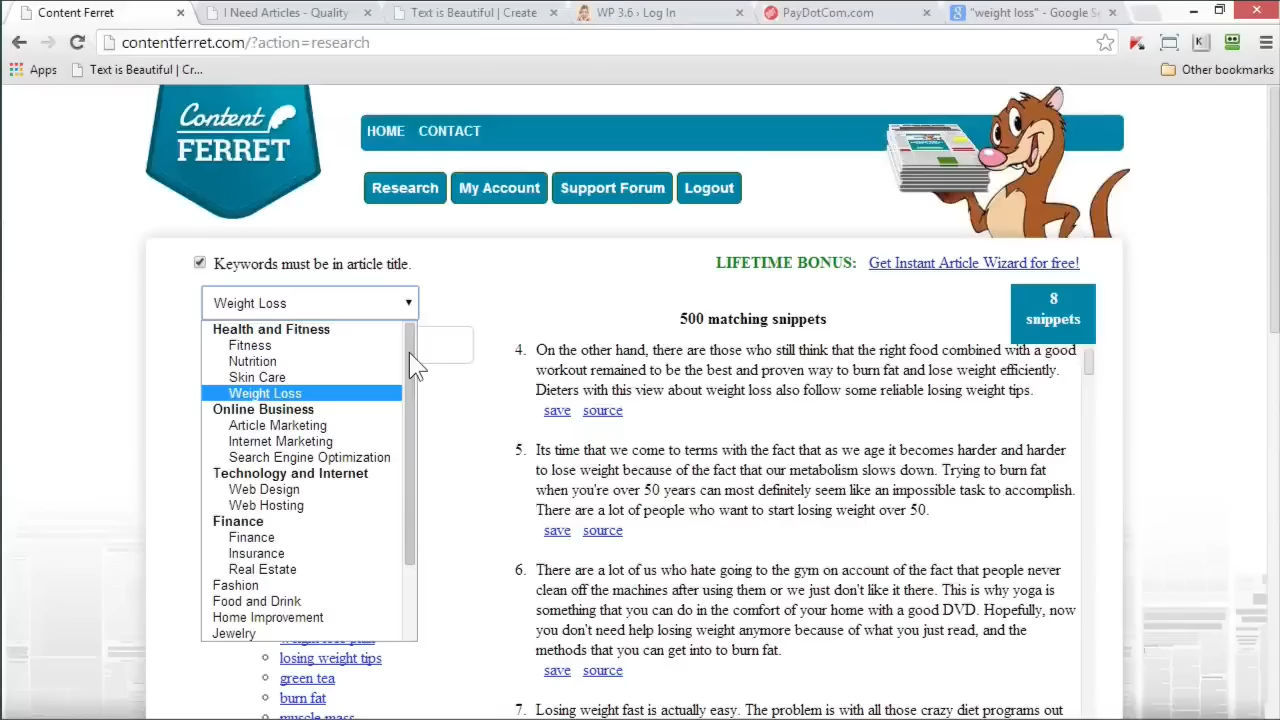 Content Ferret
I Need Articles - Quality
Text is Beautiful | Create
WP 3.6 › Log In
PayDotCom.com
"weight loss" - Google Se
contentferret.com/?action=research
Apps
Text is Beautiful | Cr...
Other bookmarks
Content
FERRET
HOME
CONTACT
Research
My Account
Support Forum
Logout
Keywords must be in article title.
LIFETIME BONUS: Get Instant Article Wizard for free!
Weight Loss
Health and Fitness
Fitness
Nutrition
Skin Care
Weight Loss
Online Business
Article Marketing
Internet Marketing
Search Engine Optimization
Technology and Internet
Web Design
Web Hosting
Finance
Finance
Insurance
Real Estate
Fashion
Food and Drink
Home Improvement
Jewelry
losing weight tips
green tea
burn fat
muscle mass
500 matching snippets
8
snippets
4. On the other hand, there are those who still think that the right food combined with a good
workout remained to be the best and proven way to burn fat and lose weight efficiently.
Dieters with this view about weight loss also follow some reliable losing weight tips.
save source
5. Its time that we come to terms with the fact that as we age it becomes harder and harder
to lose weight because of the fact that our metabolism slows down. Trying to burn fat
when you're over 50 years can most definitely seem like an impossible task to accomplish.
There are a lot of people who want to start losing weight over 50.
save source
6. There are a lot of us who hate going to the gym on account of the fact that people never
clean off the machines after using them or we just don't like it there. This is why yoga is
something that you can do in the comfort of your home with a good DVD. Hopefully, now
you don't need help losing weight anymore because of what you just read, and the
methods that you can get into to burn fat.
save source
7. Losing weight fast is actually easy. The problem is with all those crazy diet programs out